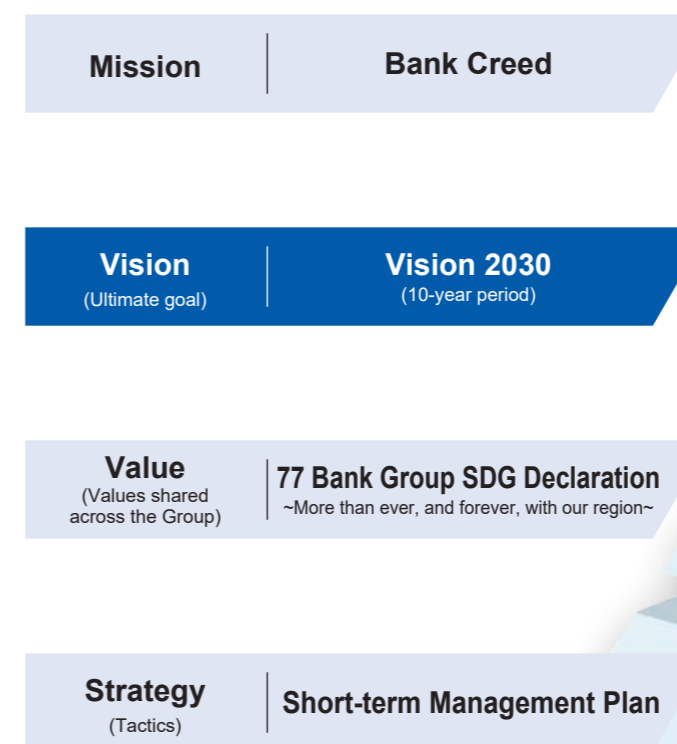 Mission
Bank Creed
Vision
(Ultimate goal)
Vision 2030
(10-year period)
Value
(Values shared
across the Group)
77 Bank Group SDG Declaration
~More than ever, and forever, with our region~
Strategy
(Tactics)
Short-term Management Plan